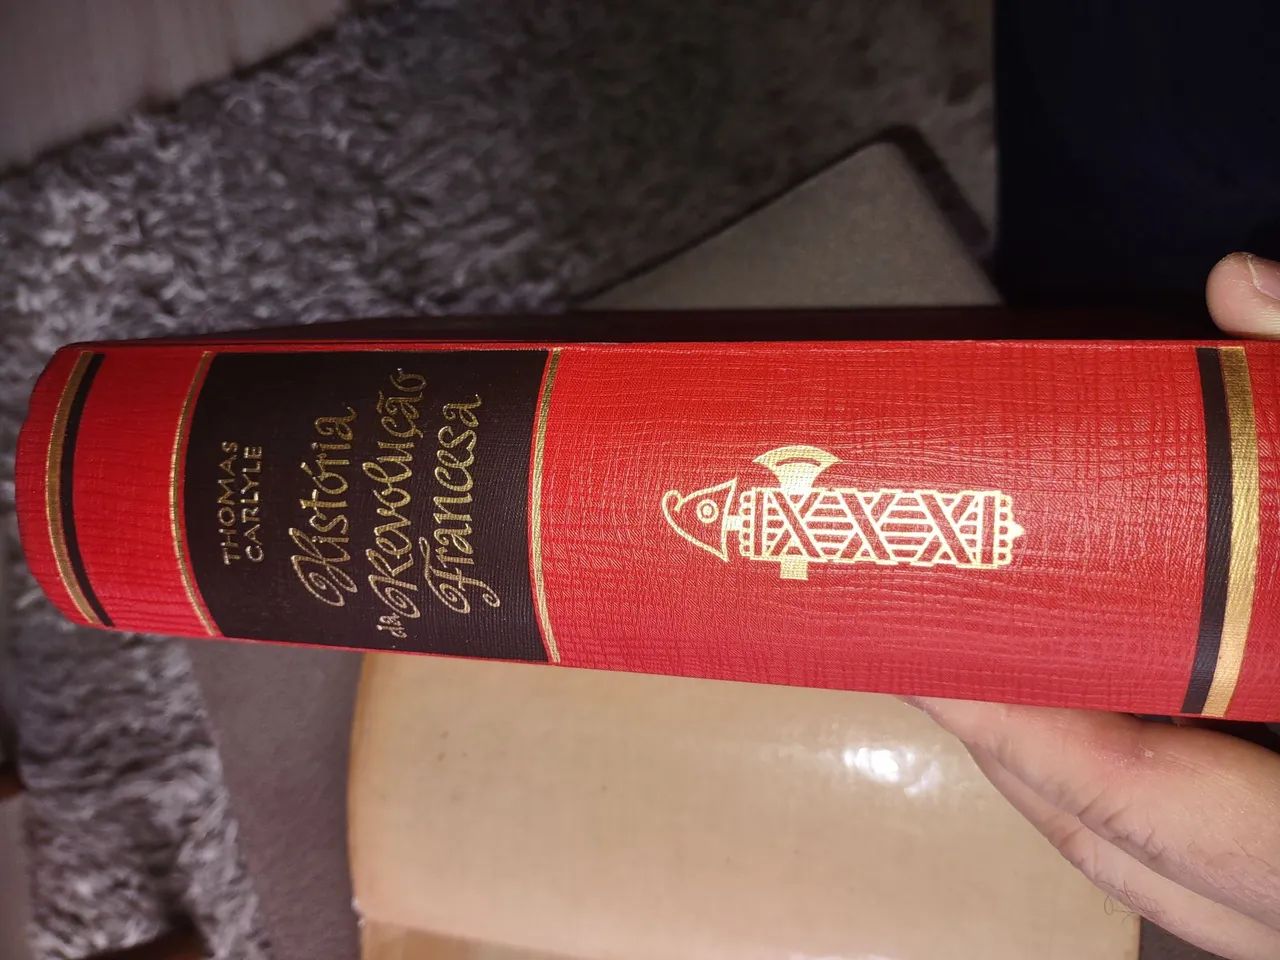 THOMAS
CARLYLE
História
da Revolução
Francesa